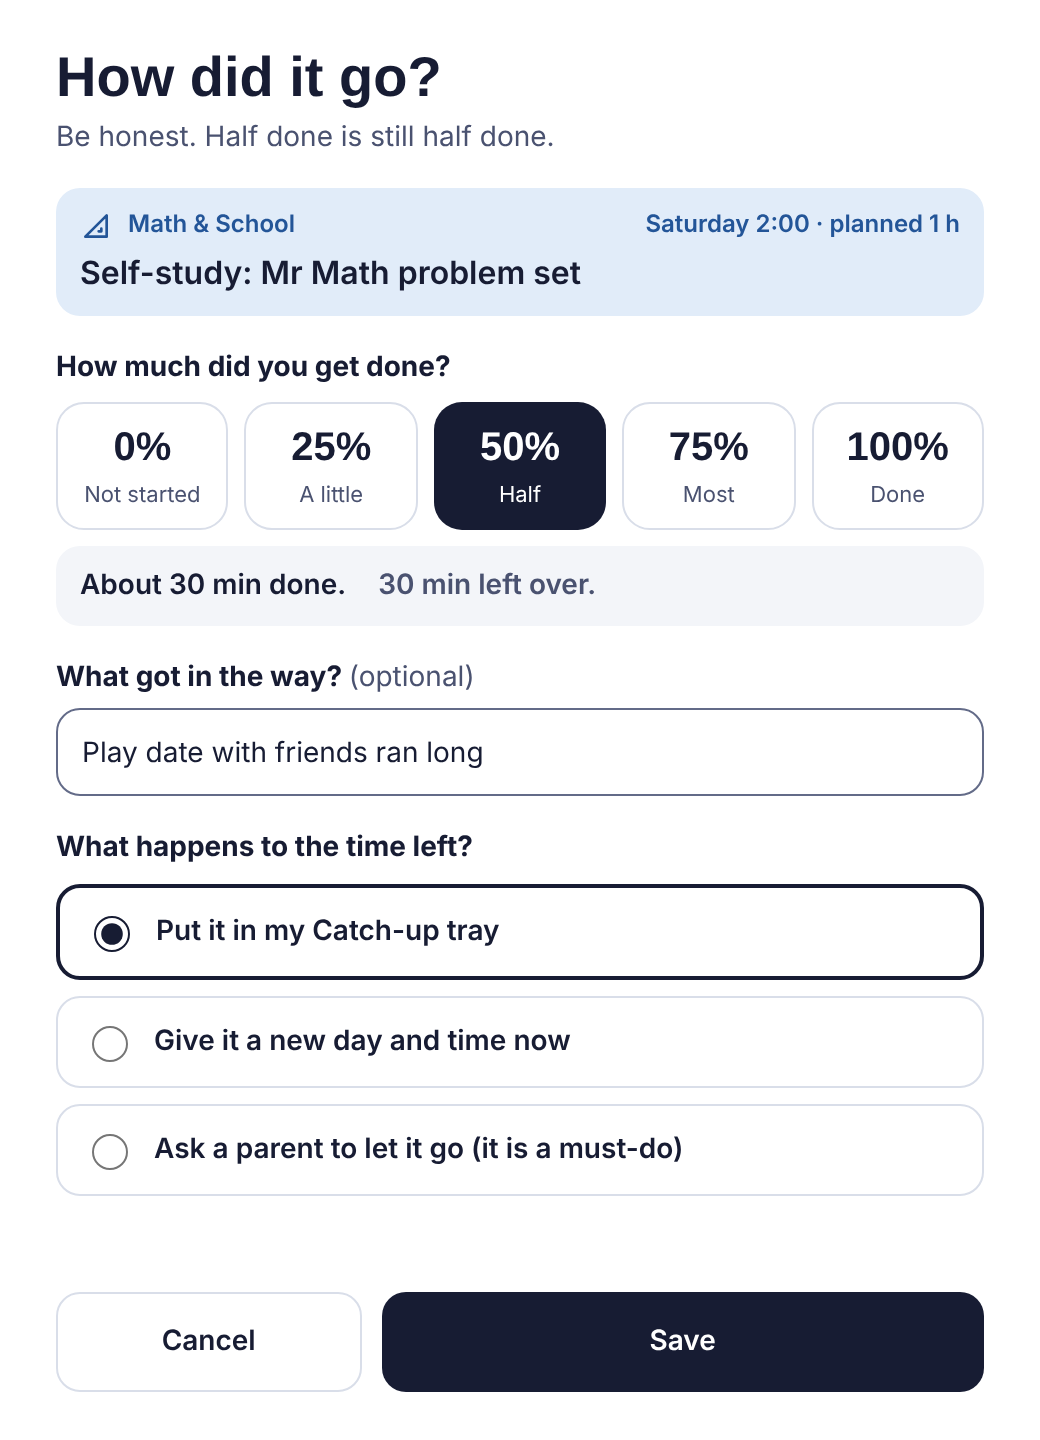 How did it go?
Be honest. Half done is still half done.
Math & School
Saturday 2:00 · planned 1 h
Self-study: Mr Math problem set
How much did you get done?
0%
Not started
25%
A little
50%
Half
75%
Most
100%
Done
About 30 min done. 30 min left over.
What got in the way? (optional)
Play date with friends ran long
What happens to the time left?
Put it in my Catch-up tray
Give it a new day and time now
Ask a parent to let it go (it is a must-do)
Cancel
Save